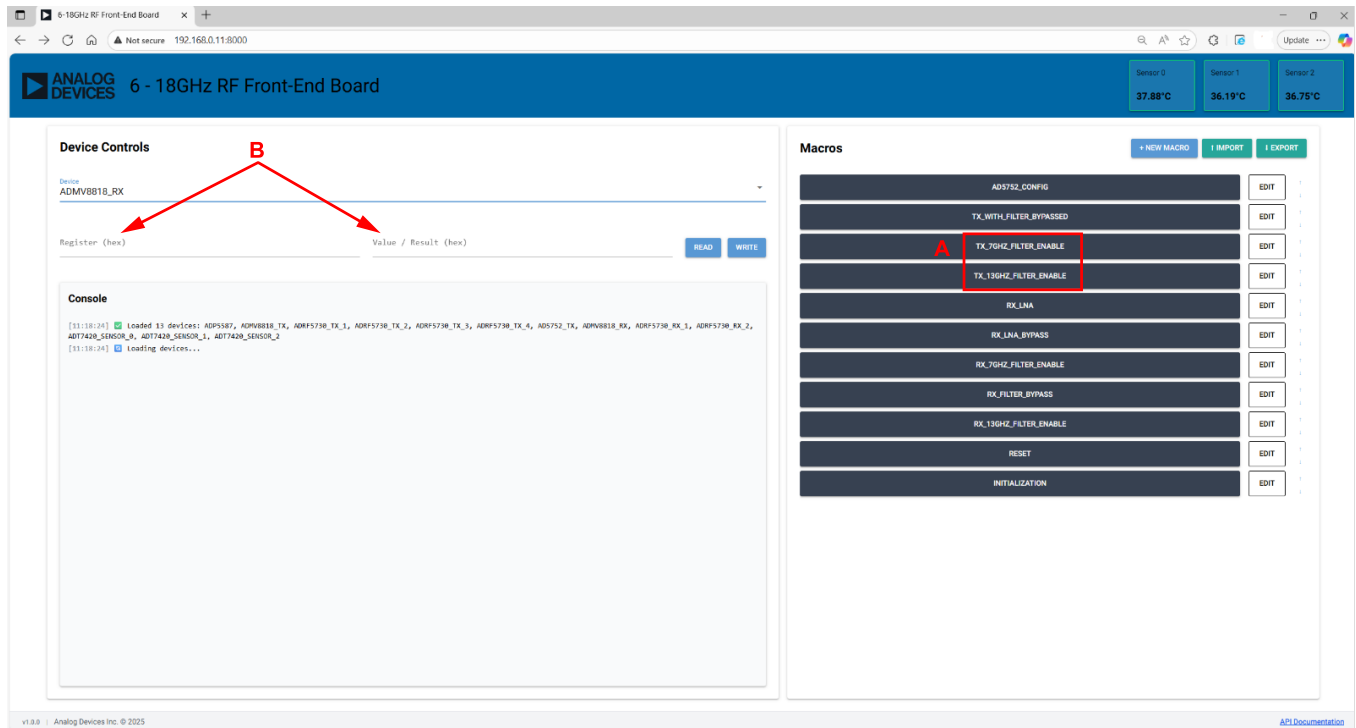 6-18GHz RF Front-End Board
Not secure 192.168.0.11:8000
Update
ANALOG
DEVICES
6 - 18GHz RF Front-End Board
Sensor 0
37.88°C
Sensor 1
36.19°C
Sensor 2
36.75°C
Device Controls
B
Device
ADMV8818_RX
Register (hex)
Value / Result (hex)
READ
WRITE
Console
[11:18:24] Loaded 13 devices: ADP5587, ADMV8818_TX, ADRF5730_TX_1, ADRF5730_TX_2, ADRF5730_TX_3, ADRF5730_TX_4, AD5752_TX, ADMV8818_RX, ADRF5730_RX_1, ADRF5730_RX_2,
ADT7420_SENSOR_0, ADT7420_SENSOR_1, ADT7420_SENSOR_2
[11:18:24] Loading devices...
Macros
+ NEW MACRO
IMPORT
EXPORT
AD5752_CONFIG
EDIT
TX_WITH_FILTER_BYPASSED
EDIT
A
TX_7GHZ_FILTER_ENABLE
EDIT
TX_13GHZ_FILTER_ENABLE
EDIT
RX_LNA
EDIT
RX_LNA_BYPASS
EDIT
RX_7GHZ_FILTER_ENABLE
EDIT
RX_FILTER_BYPASS
EDIT
RX_13GHZ_FILTER_ENABLE
EDIT
RESET
EDIT
INITIALIZATION
EDIT
v1.0.0 | Analog Devices Inc. © 2025
API Documentation